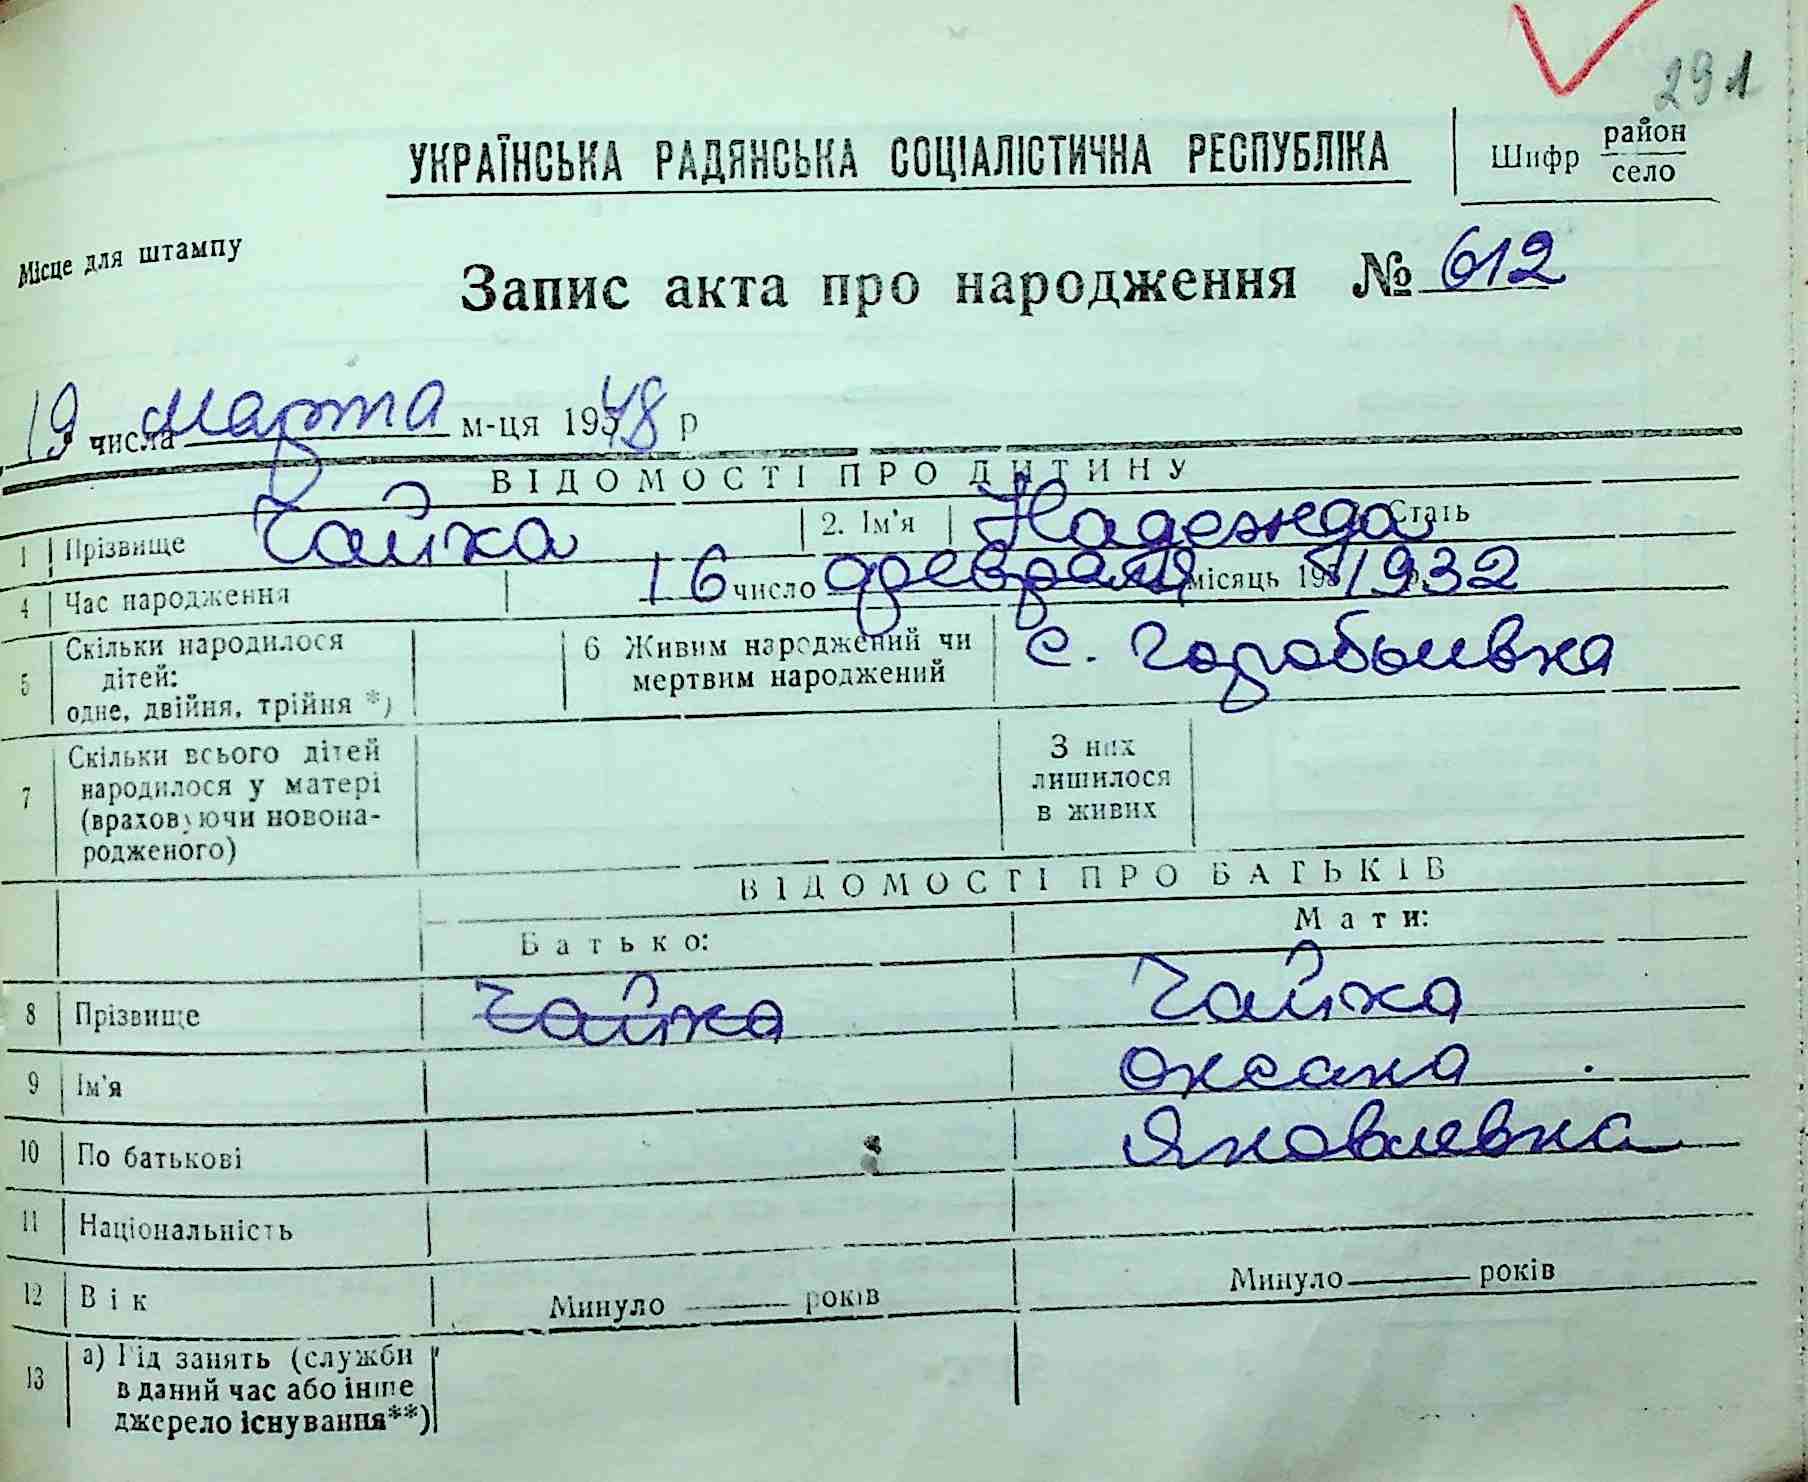 291
УКРАЇНСЬКА РАДЯНСЬКА СОЦІАЛІСТИЧНА РЕСПУБЛІКА
Шифр район село
Місце для штампу
Запис акта про народження № 612
19 числа марта м-ця 1948 р
ВІДОМОСТІ ПРО ДИТИНУ
1 Прізвище Чайка 2. Ім'я Надежда Стать
4 Час народження 16 число февраля місяць 195 1932
5 Скільки народилося дітей: одне, двійня, трійня *) 6 Живим народжений чи мертвим народжений с. Горобьивка
7 Скільки всього дітей народилося у матері (враховуючи новонародженого) З них лишилося в живих
ВІДОМОСТІ ПРО БАТЬКІВ
Батько: Мати:
8 Прізвище Чайка Чайка
9 Ім'я Оксана
10 По батькові Яковлевна
11 Національність
12 Вік Минуло років Минуло років
13 а) Рід занять (служби в даний час або інше джерело існування**)